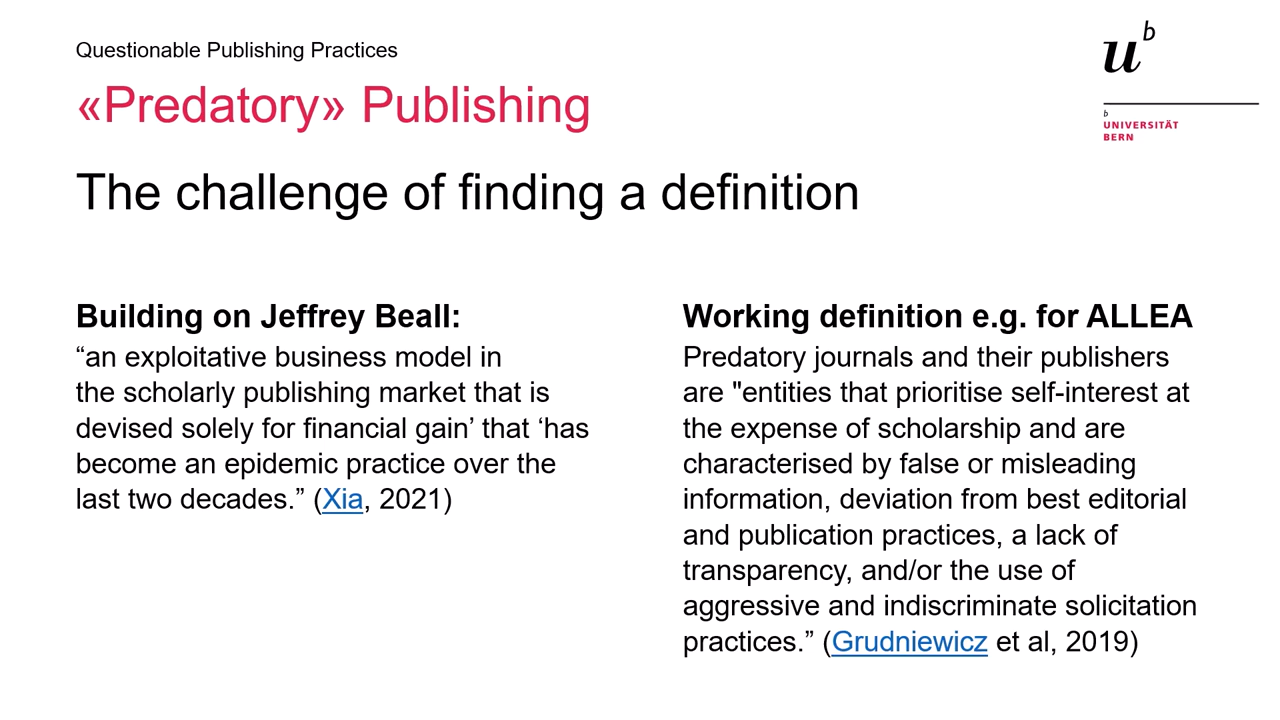 Questionable Publishing Practices
«Predatory» Publishing
The challenge of finding a definition
u^b
b
UNIVERSITÄT
BERN
Building on Jeffrey Beall:
“an exploitative business model in
the scholarly publishing market that is
devised solely for financial gain’ that ‘has
become an epidemic practice over the
last two decades.” (Xia, 2021)
Working definition e.g. for ALLEA
Predatory journals and their publishers
are "entities that prioritise self-interest at
the expense of scholarship and are
characterised by false or misleading
information, deviation from best editorial
and publication practices, a lack of
transparency, and/or the use of
aggressive and indiscriminate solicitation
practices.” (Grudniewicz et al, 2019)